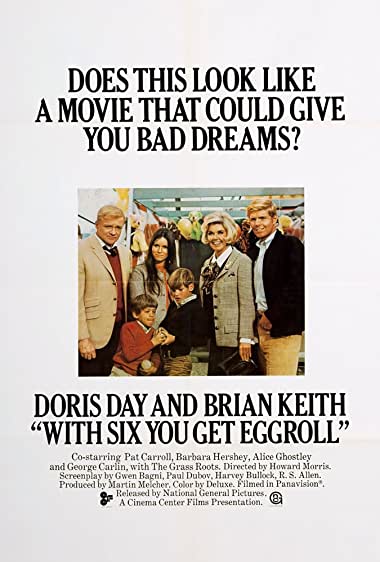 DOES THIS LOOK LIKE
A MOVIE THAT COULD GIVE
YOU BAD DREAMS?
DORIS DAY AND BRIAN KEITH
“WITH SIX YOU GET EGGROLL”
Co-starring Pat Carroll, Barbara Hershey, Alice Ghostley
and George Carlin, with The Grass Roots. Directed by Howard Morris.
Screenplay by Gwen Bagni, Paul Dubov, Harvey Bullock, R. S. Allen.
Produced by Martin Melcher. Color by Deluxe. Filmed in Panavision®.
Released by National General Pictures.
A Cinema Center Films Presentation.